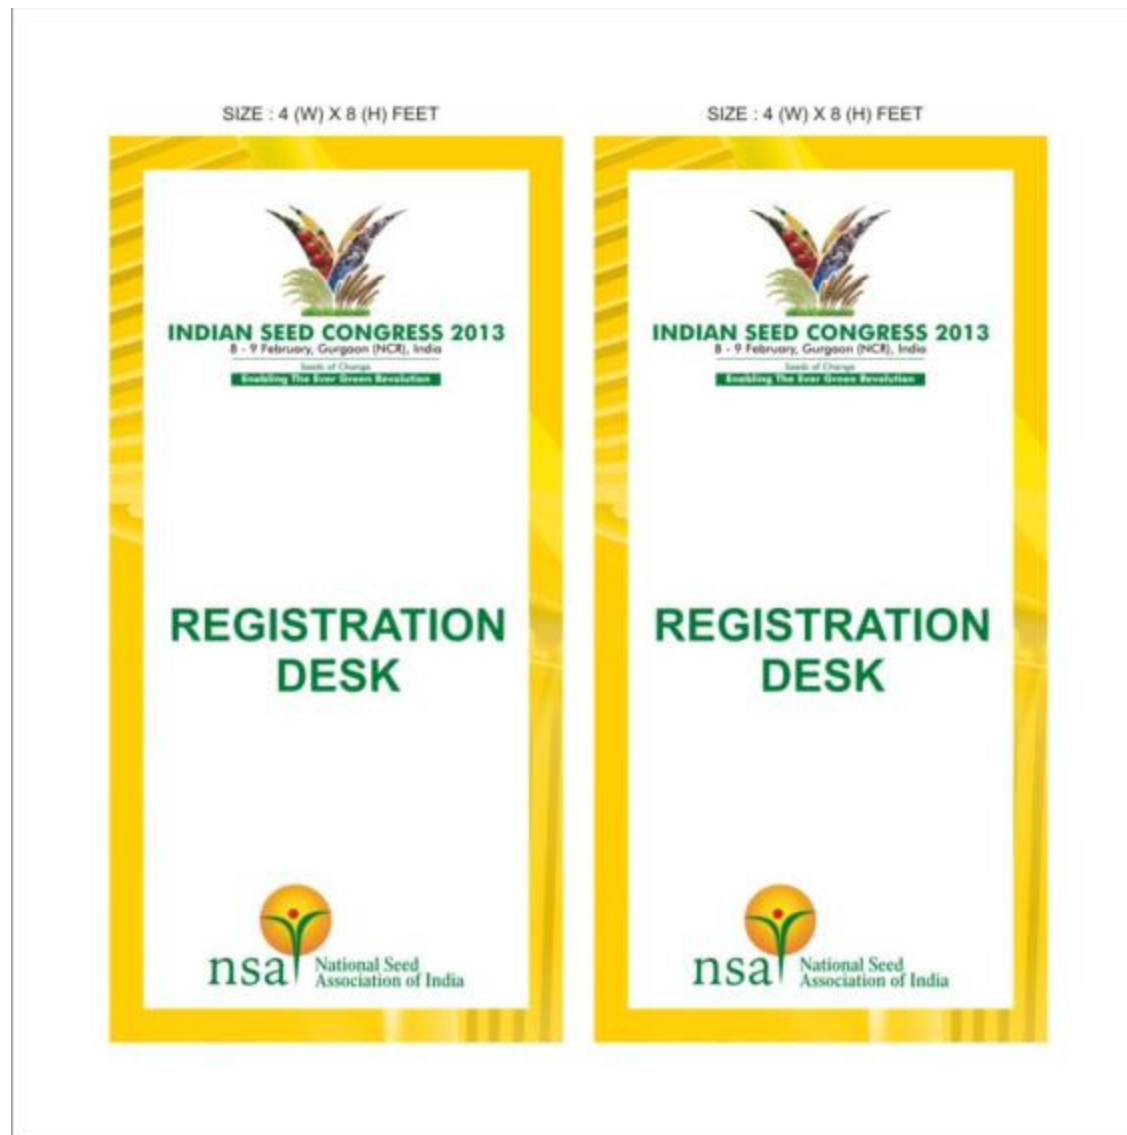 SIZE : 4 (W) X 8 (H) FEET
INDIAN SEED CONGRESS 2013
8 - 9 February, Gurgaon (NCR), India
Seeds of Change
Enabling The Ever Green Revolution
REGISTRATION
DESK
nsai
National Seed
Association of India
SIZE : 4 (W) X 8 (H) FEET
INDIAN SEED CONGRESS 2013
8 - 9 February, Gurgaon (NCR), India
Seeds of Change
Enabling The Ever Green Revolution
REGISTRATION
DESK
nsai
National Seed
Association of India